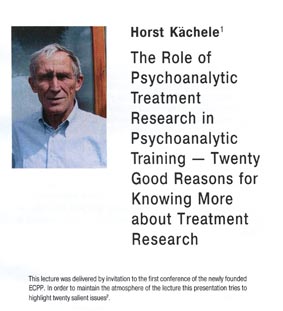 Horst Kächele¹
The Role of
Psychoanalytic
Treatment
Research in
Psychoanalytic
Training — Twenty
Good Reasons for
Knowing More
about Treatment
Research
This lecture was delivered by invitation to the first conference of the newly founded
ECPP. In order to maintain the atmosphere of the lecture this presentation tries to
highlight twenty salient issues².